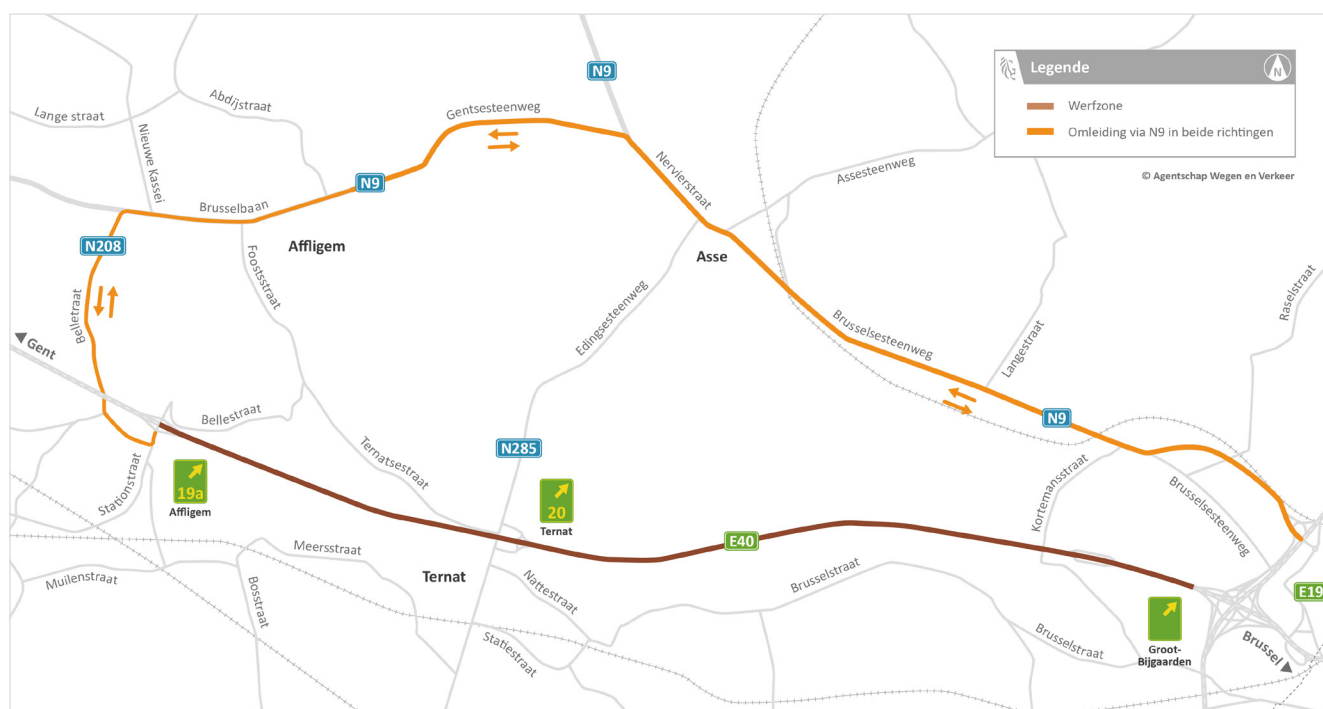 N9
Legende
N
Werfzone
Omleiding via N9 in beide richtingen
© Agentschap Wegen en Verkeer
Lange straat
Abdijstraat
Nieuwe Kassei
Gentsesteenweg
Nervierstraat
Assesteenweg
N9
Brusselbaan
N208
Affligem
Asse
Fooststraat
Belletraat
Edingsesteenweg
Raselstraat
Gent
Brusselsesteenweg
Langestraat
Bellestraat
N9
N285
Ternatsestraat
Stationstraat
19a
Affligem
20
Ternat
Kortemansstraat
Brusselsesteenweg
E40
Meersstraat
Muilenstraat
Bosstraat
Ternat
Nattestraat
Brusselstraat
E19
Statiestraat
Brusselstraat
Groot-
Bijgaarden
Brussel